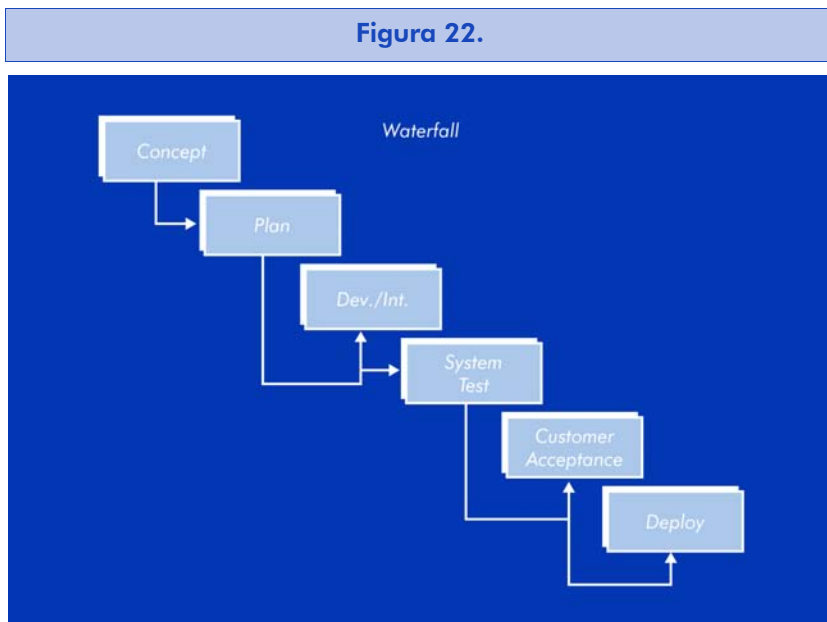 Figura 22.
Waterfall
Concept
Plan
Dev./Int.
System
Test
Customer
Acceptance
Deploy